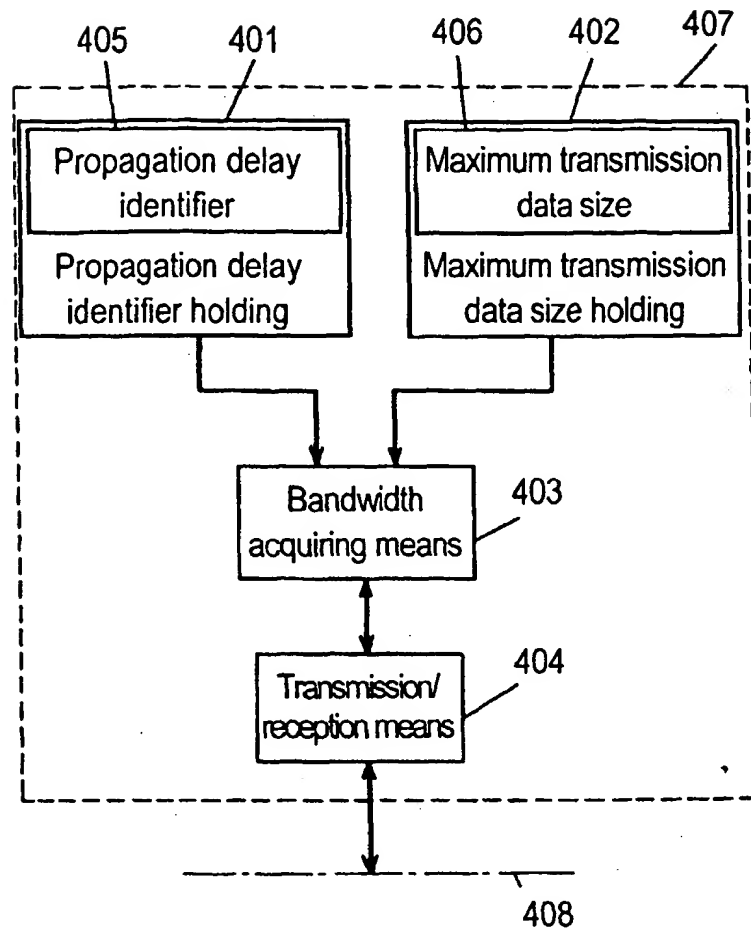 405 401 406 402 407
Propagation delay
identifier
Propagation delay
identifier holding
Maximum transmission
data size
Maximum transmission
data size holding
Bandwidth
acquiring means
403
Transmission/
reception means
404
408